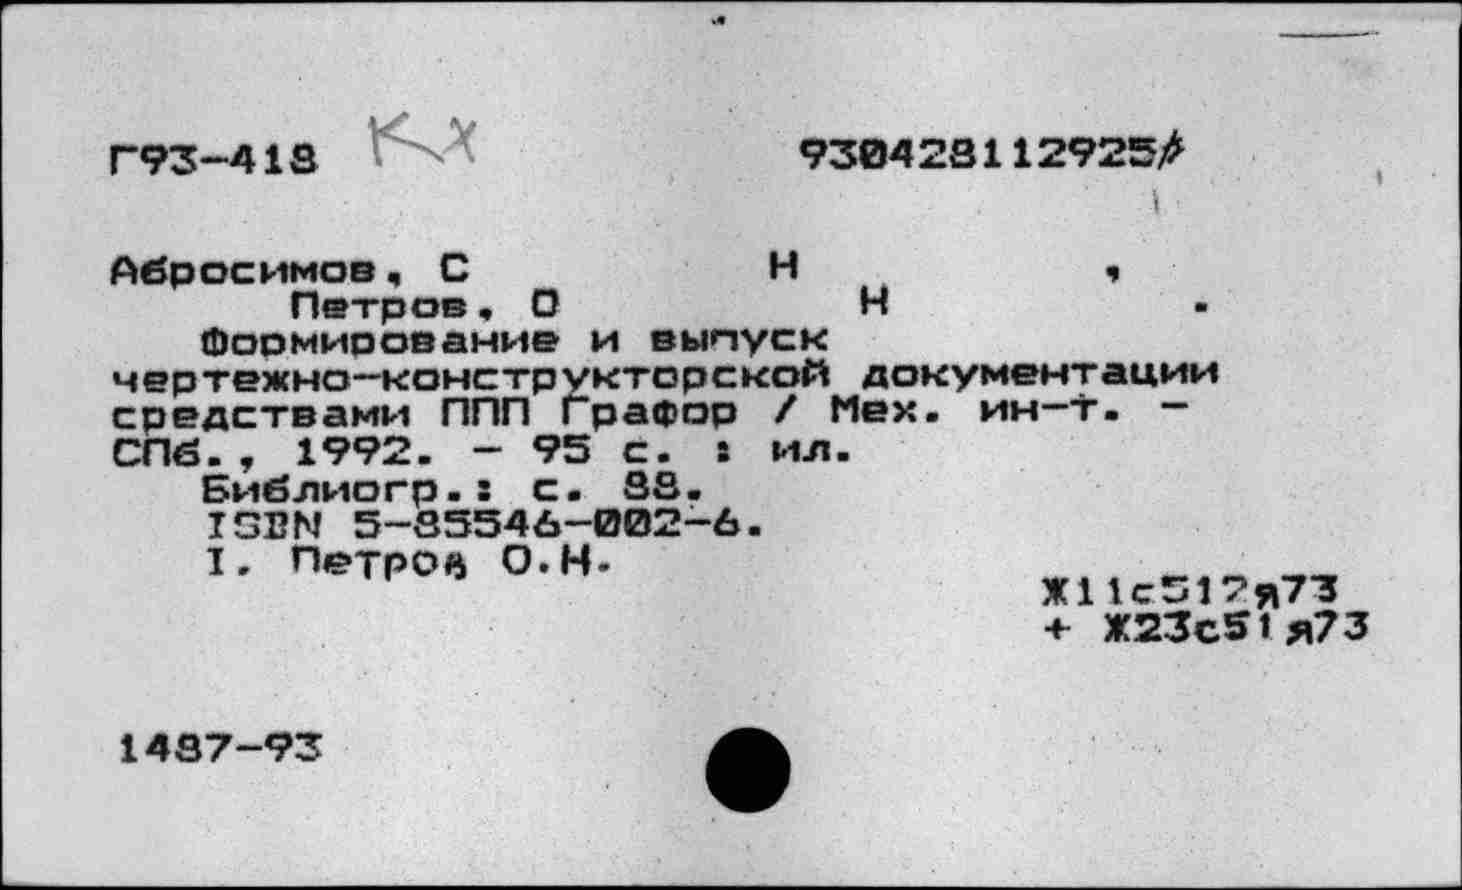 Г93-418 КХ 930428112925
Абросимов, С Н ,
Петров, О Н .
Формирование и выпуск
чертежно-конструкторской документации
средствами ППП Графор / Мех. ин-т. -
СПб., 1992. - 95 с. : ил.
Библиогр.: с. 88.
ISBN 5-85546-002-6.
I. Петров О.Н.
Ж11с512я73
+ Ж23с51я73
1487-93